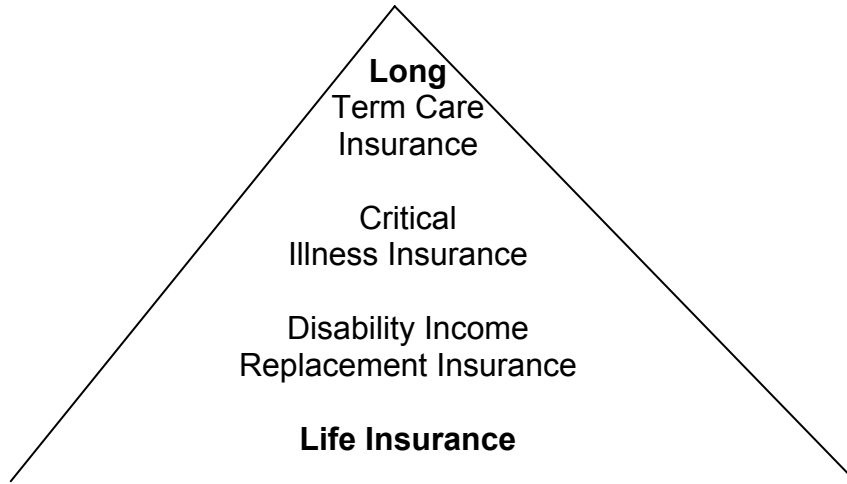 Long
Term Care
Insurance
Critical
Illness Insurance
Disability Income
Replacement Insurance
Life Insurance